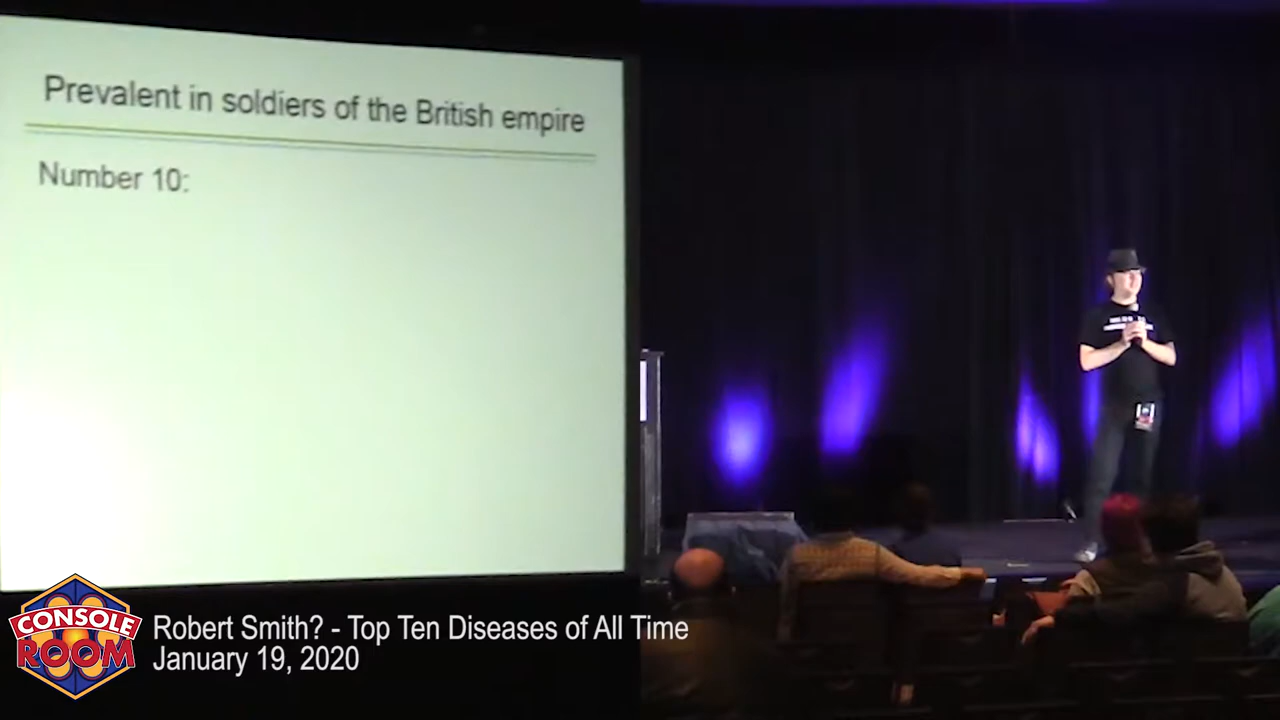 Prevalent in soldiers of the British empire
Number 10:
CONSOLE
ROOM
Robert Smith? - Top Ten Diseases of All Time
January 19, 2020